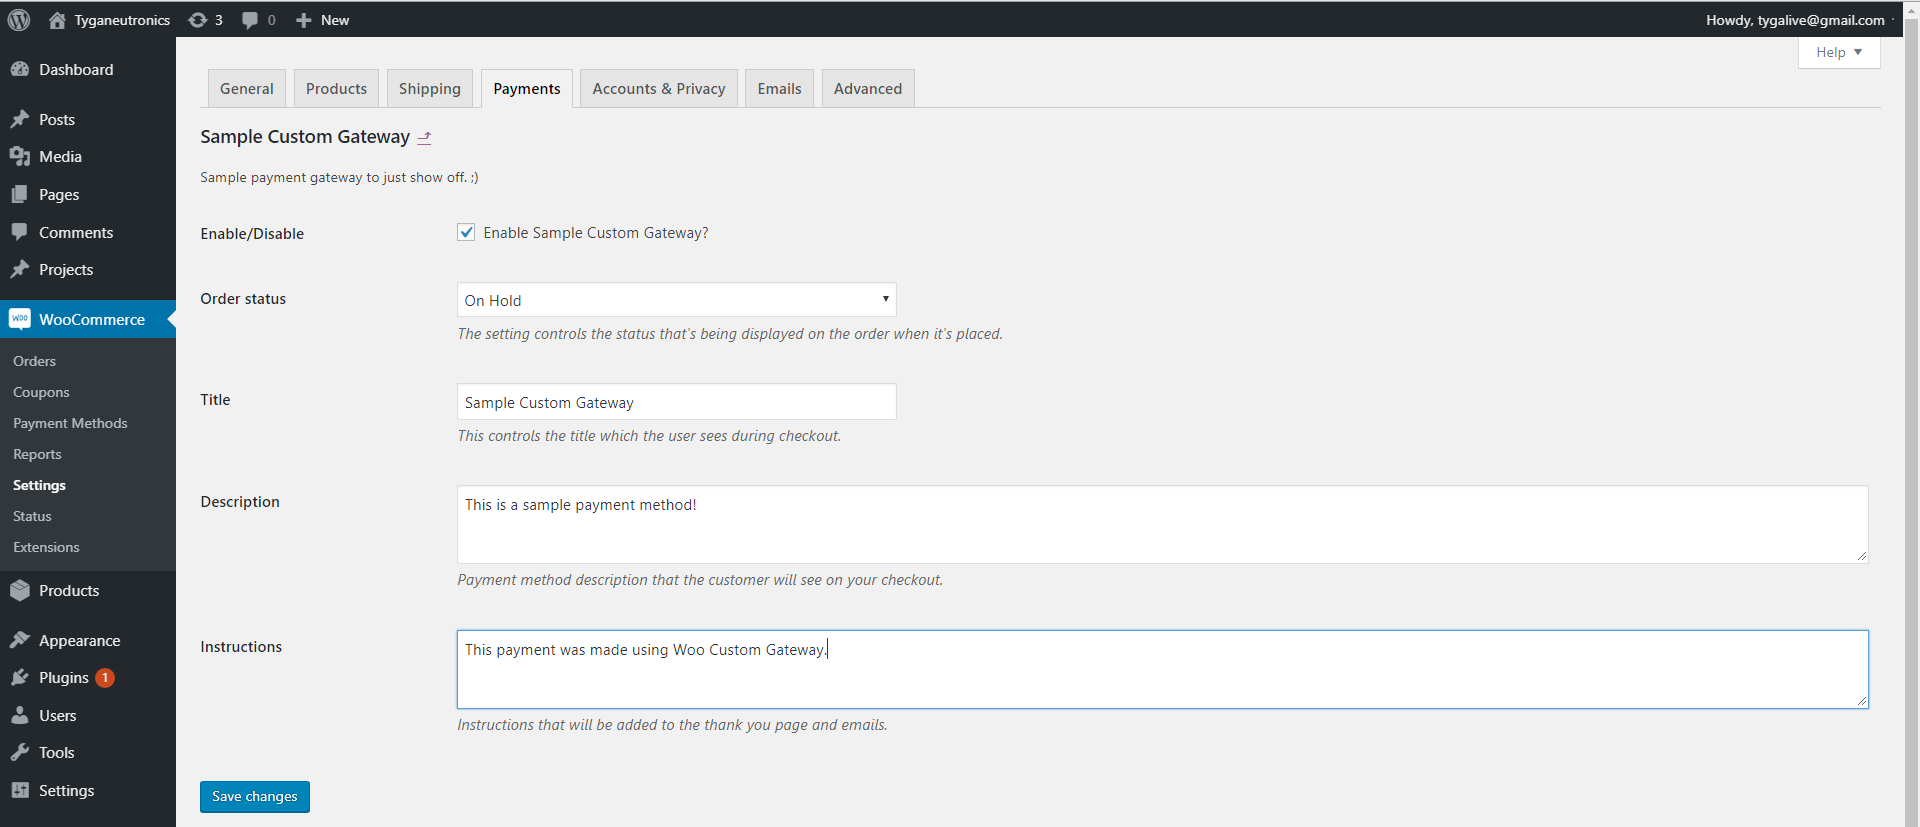 Tyganeutronics 3 0 New Howdy, tygalive@gmail.com
Help
Dashboard
Posts
Media
Pages
Comments
Projects
WooCommerce
Orders
Coupons
Payment Methods
Reports
Settings
Status
Extensions
Products
Appearance
Plugins 1
Users
Tools
Settings
General Products Shipping Payments Accounts & Privacy Emails Advanced
Sample Custom Gateway
Sample payment gateway to just show off. ;)
Enable/Disable Enable Sample Custom Gateway?
Order status On Hold
The setting controls the status that's being displayed on the order when it's placed.
Title Sample Custom Gateway
This controls the title which the user sees during checkout.
Description This is a sample payment method!
Payment method description that the customer will see on your checkout.
Instructions This payment was made using Woo Custom Gateway.
Instructions that will be added to the thank you page and emails.
Save changes